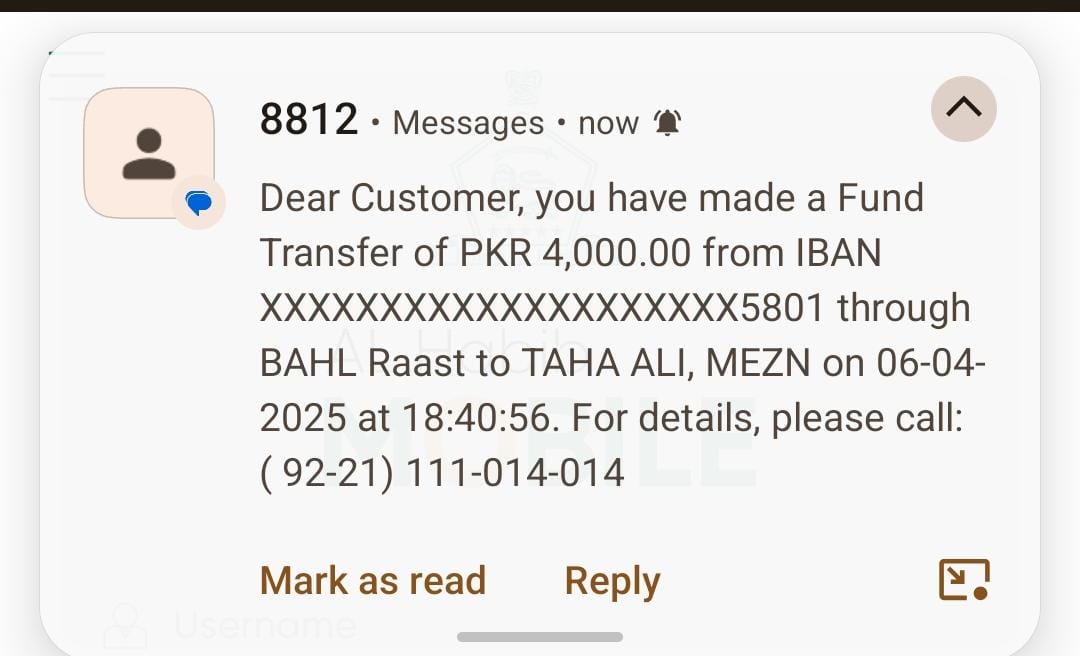 8812 • Messages • now
Dear Customer, you have made a Fund
Transfer of PKR 4,000.00 from IBAN
XXXXXXXXXXXXXXXXXXXX5801 through
AL Habib
BAHL Raast to TAHA ALI, MEZN on 06-04-
2025 at 18:40:56. For details, please call:
MOBILE
( 92-21) 111-014-014
Mark as read Reply
Username